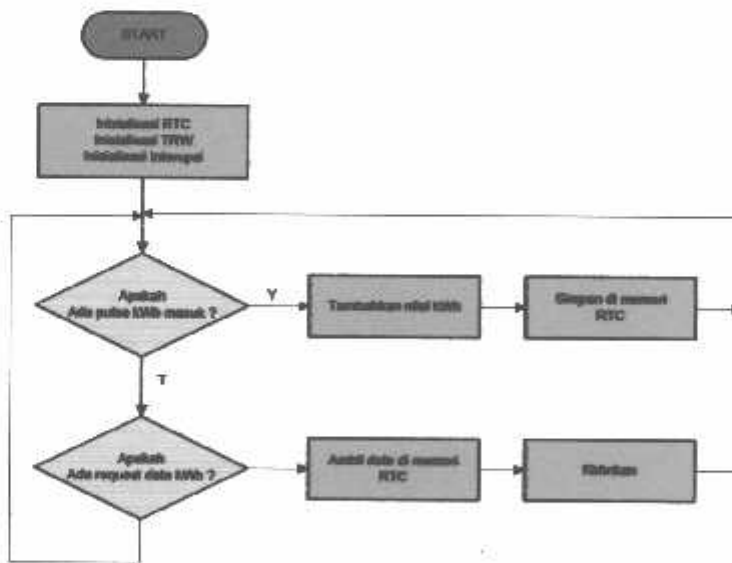 START
Inisialisasi RTC
Inisialisasi TRW
Inisialisasi Interupsi
Apakah
Ada pulse kWh masuk ?
Y
Tambahkan nilai kWh
Simpan di memori
RTC
T
Apakah
Ada request data kWh ?
Ambil data di memori
RTC
Kirimkan